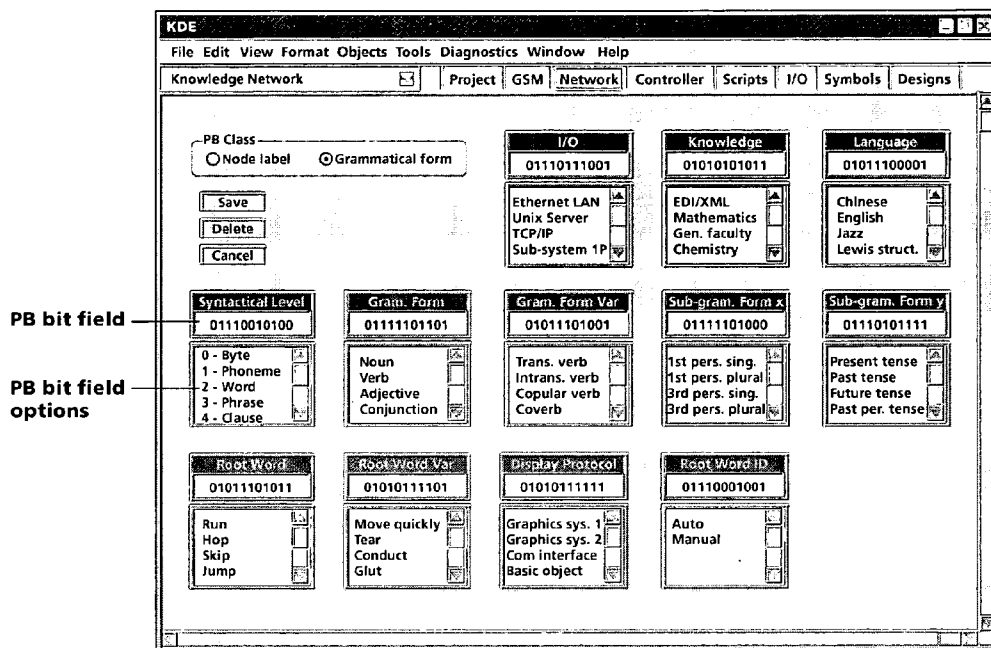 KDE
File Edit View Format Objects Tools Diagnostics Window Help
Knowledge Network Project GSM Network Controller Scripts I/O Symbols Designs
PB Class
Node label Grammatical form
Save
Delete
Cancel
I/O
01110111001
Ethernet LAN
Unix Server
TCP/IP
Sub-system 1P
Knowledge
01010101011
EDI/XML
Mathematics
Gen. faculty
Chemistry
Language
01011100001
Chinese
English
Jazz
Lewis struct.
PB bit field
PB bit field
options
Syntactical Level
01110010100
0 - Byte
1 - Phoneme
2 - Word
3 - Phrase
4 - Clause
Gram. Form
01111101101
Noun
Verb
Adjective
Conjunction
Gram. Form Var
01011101001
Trans. verb
Intrans. verb
Copular verb
Coverb
Sub-gram. Form x
01111101000
1st pers. sing.
1st pers. plural
3rd pers. sing.
3rd pers. plural
Sub-gram. Form y
01110101111
Present tense
Past tense
Future tense
Past per. tense
Root Word
01011101011
Run
Hop
Skip
Jump
Root Word Var
01010111101
Move quickly
Tear
Conduct
Glut
Display Protocol
01010111111
Graphics sys. 1
Graphics sys. 2
Com interface
Basic object
Root Word ID
01110001001
Auto
Manual